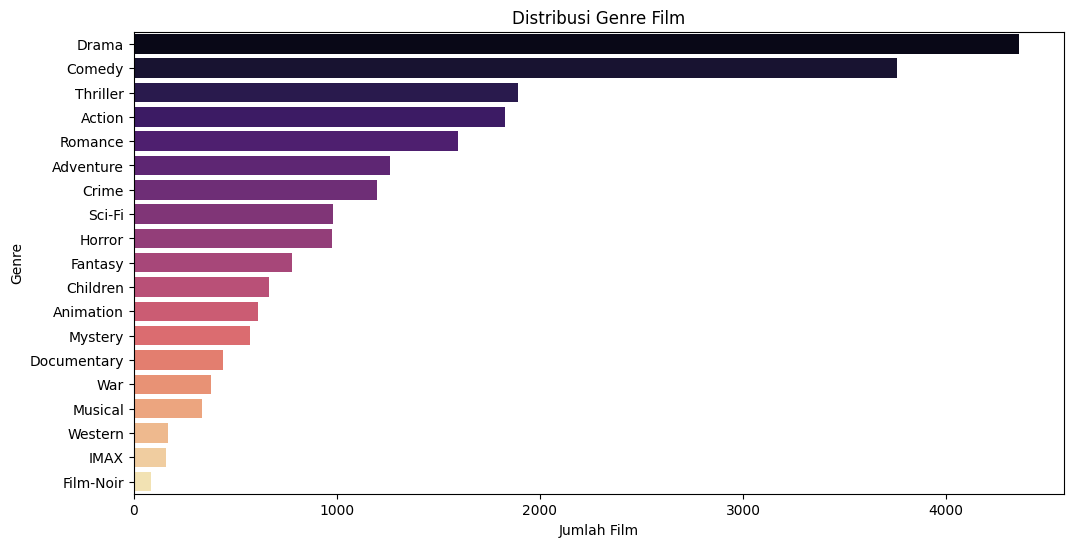 Distribusi Genre Film
Genre
Drama
Comedy
Thriller
Action
Romance
Adventure
Crime
Sci-Fi
Horror
Fantasy
Children
Animation
Mystery
Documentary
War
Musical
Western
IMAX
Film-Noir
0 1000 2000 3000 4000
Jumlah Film